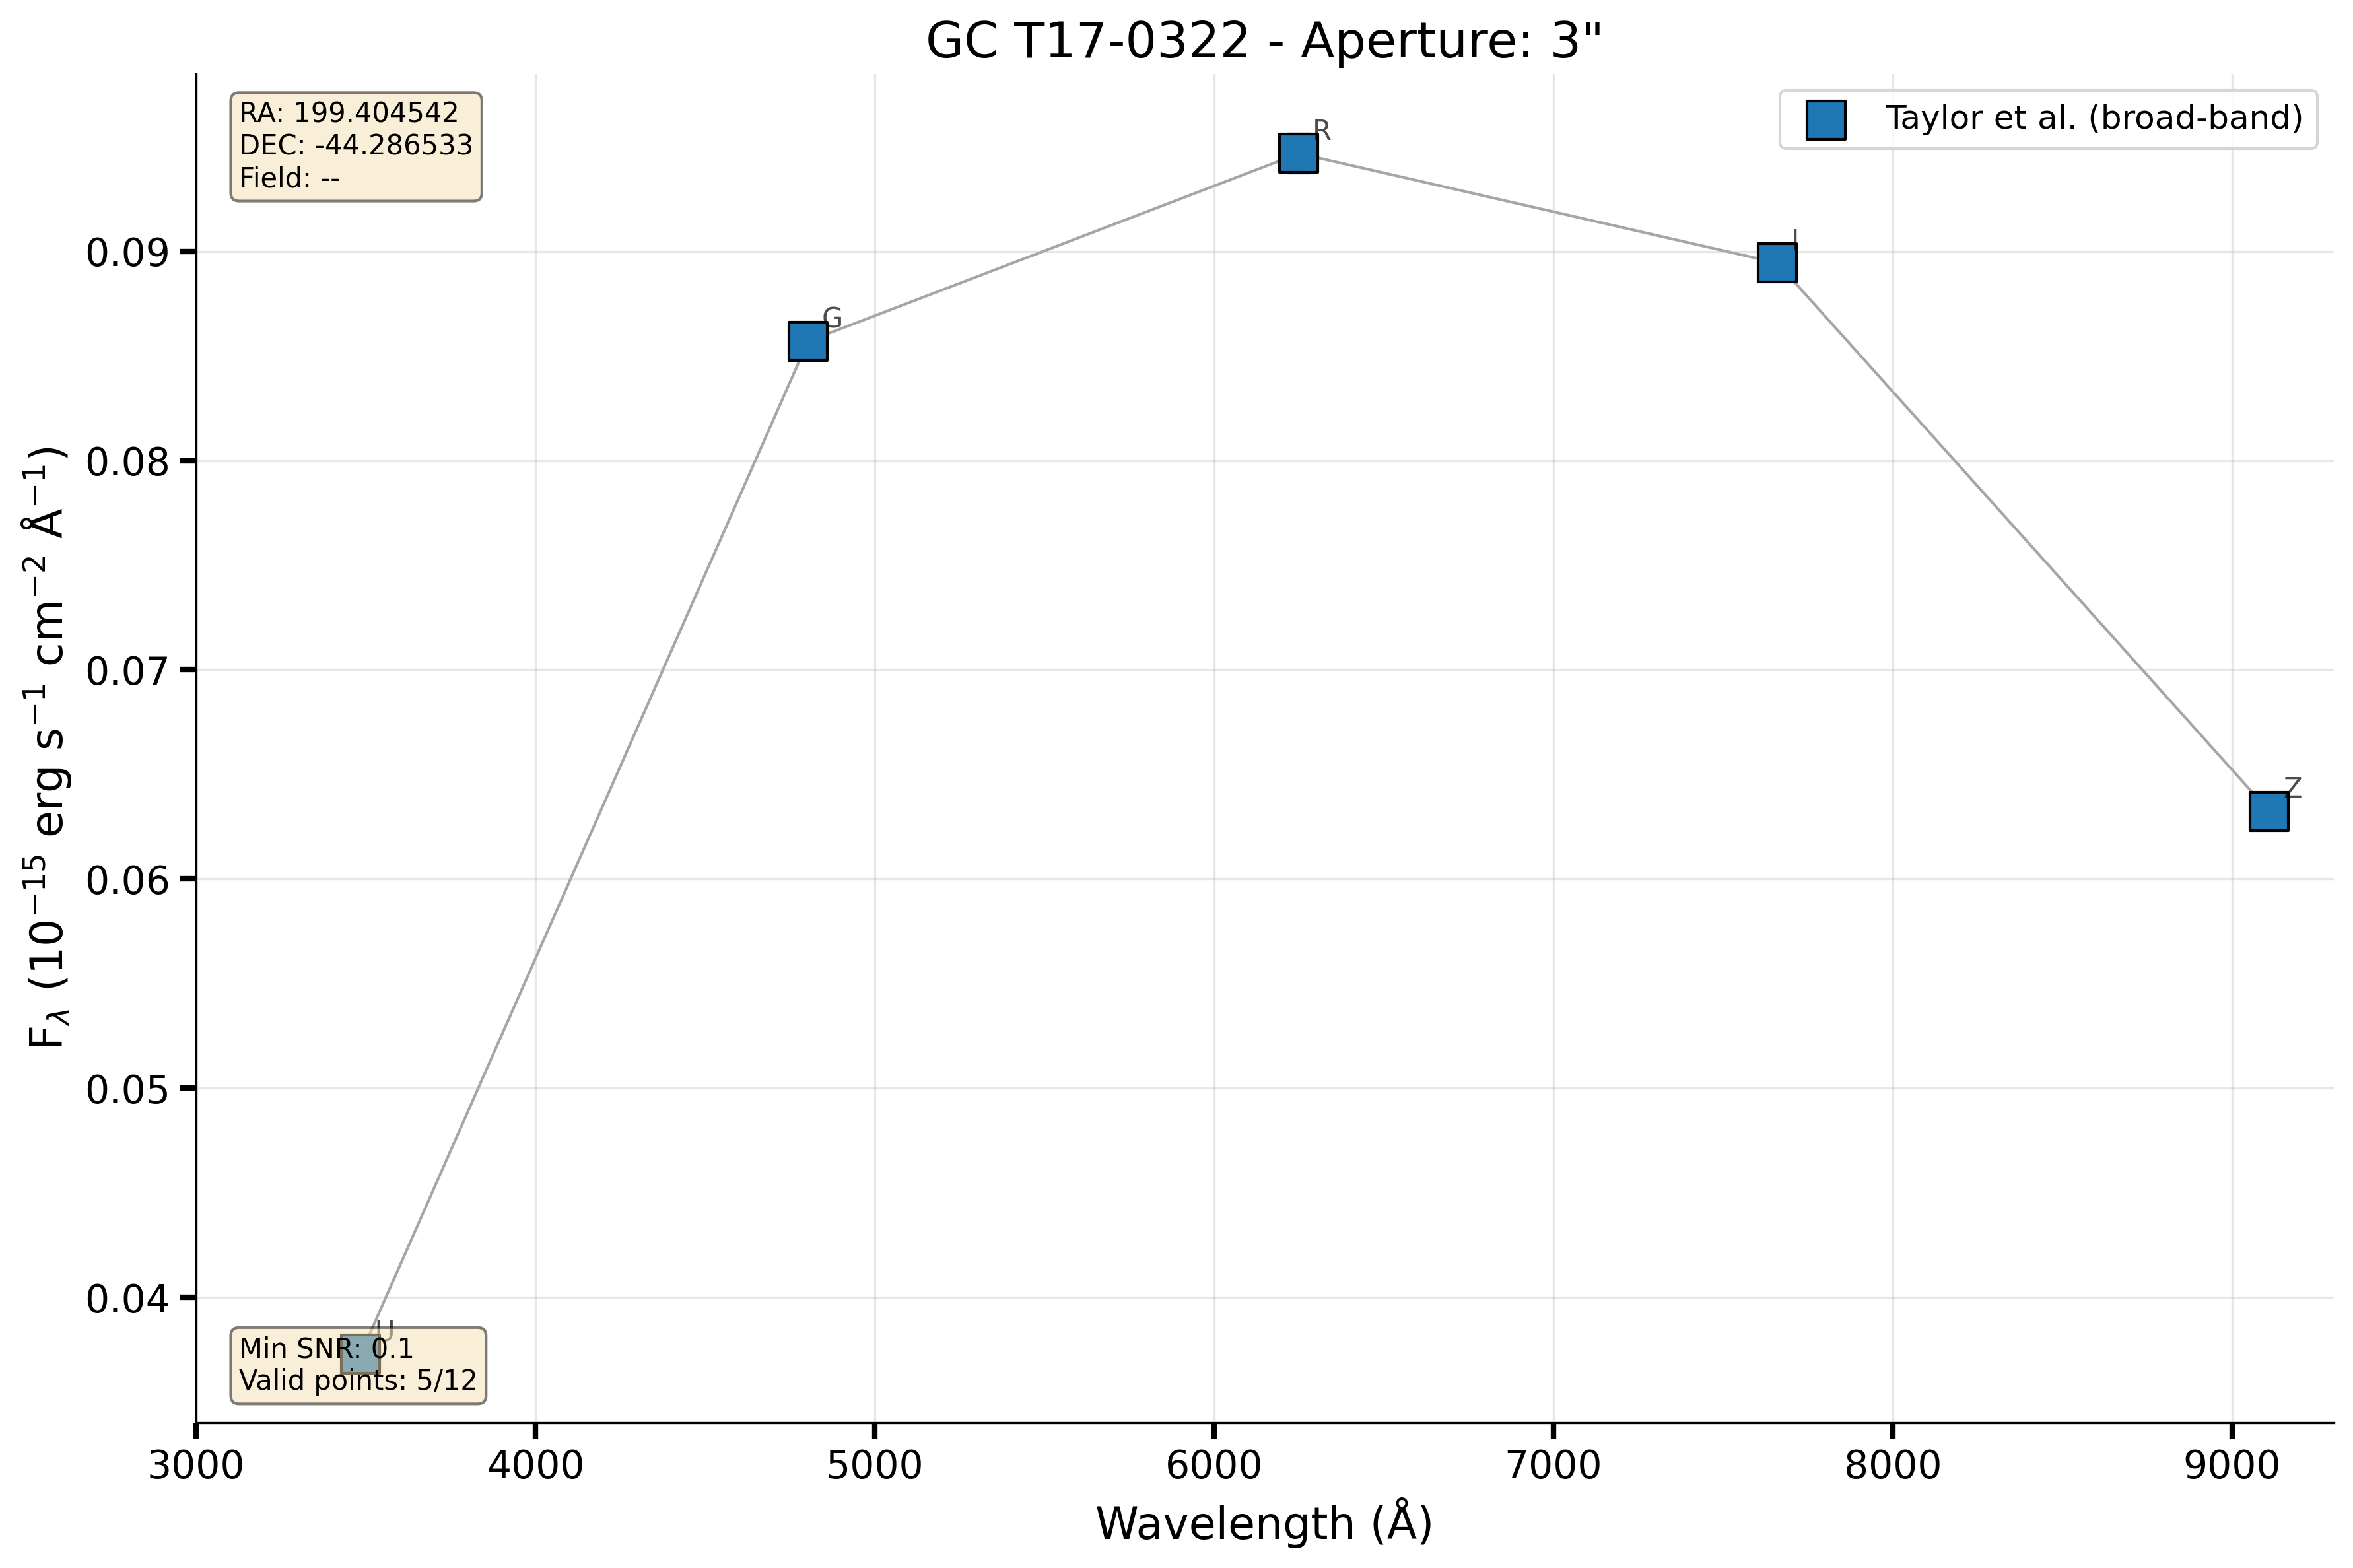 GC T17-0322 - Aperture: 3"
RA: 199.404542
DEC: -44.286533
Field: --
Taylor et al. (broad-band)
R
I
G
Z
U
0.09
0.08
0.07
0.06
0.05
0.04
F_λ (10⁻¹⁵ erg s⁻¹ cm⁻² Å⁻¹)
Min SNR: 0.1
Valid points: 5/12
3000 4000 5000 6000 7000 8000 9000
Wavelength (Å)